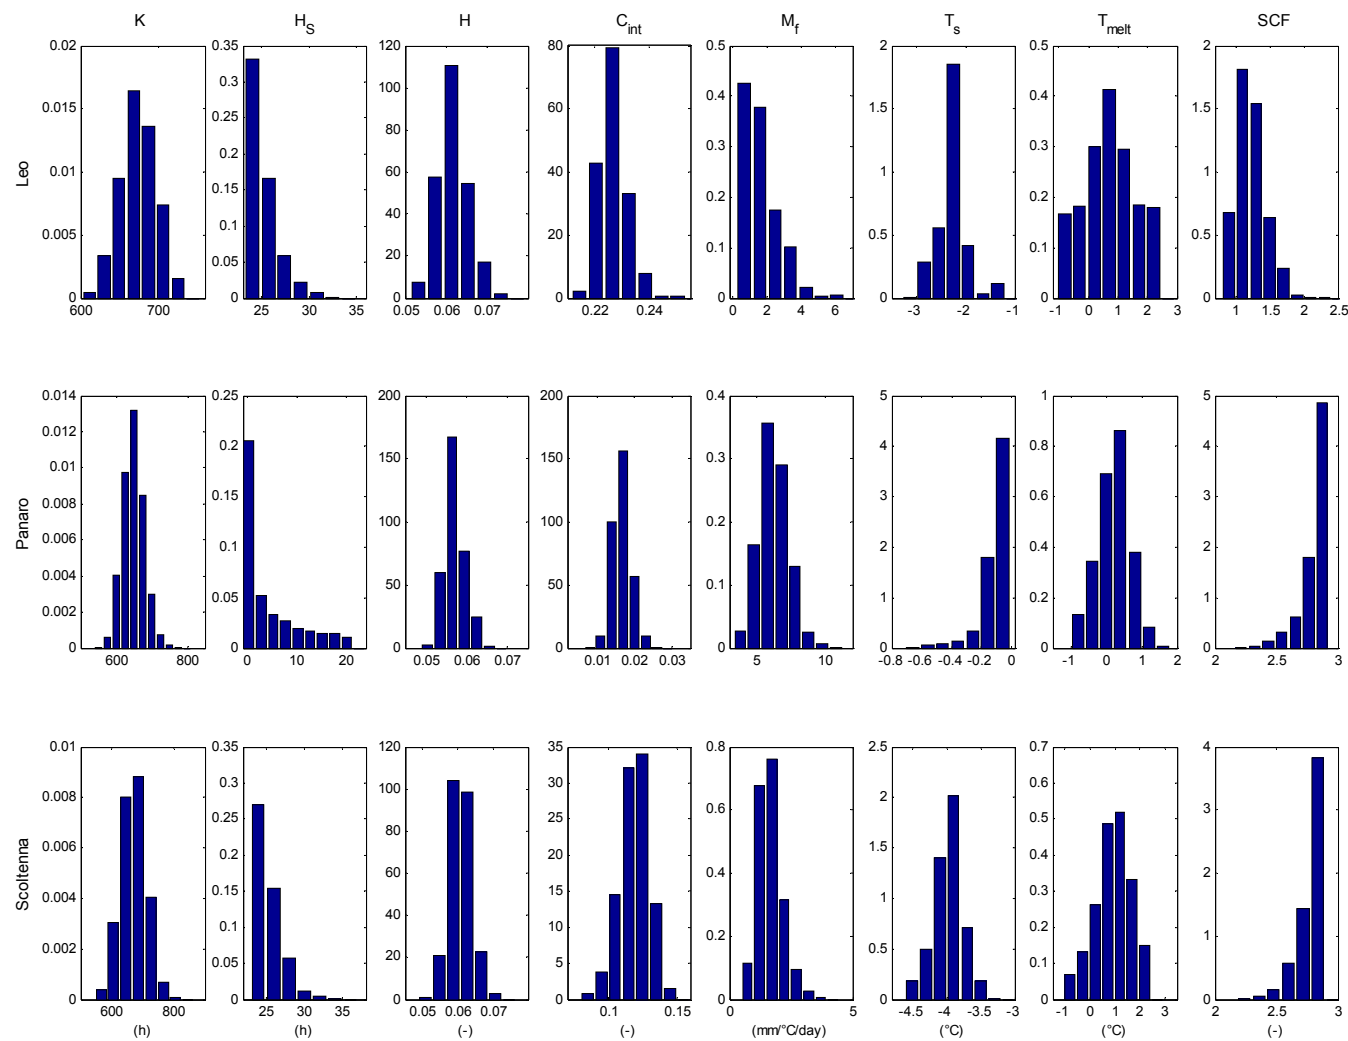 K H_S H C_int M_f T_s T_melt SCF
Leo
0.02 0.015 0.01 0.005 0
600 700
0.35 0.3 0.25 0.2 0.15 0.1 0.05 0
25 30 35
120 100 80 60 40 20 0
0.05 0.06 0.07
80 60 40 20 0
0.22 0.24
0.5 0.4 0.3 0.2 0.1 0
0 2 4 6
2 1.5 1 0.5 0
-3 -2 -1
0.5 0.4 0.3 0.2 0.1 0
-1 0 1 2 3
2 1.5 1 0.5 0
1 1.5 2 2.5
Panaro
0.014 0.012 0.01 0.008 0.006 0.004 0.002 0
600 800
0.25 0.2 0.15 0.1 0.05 0
0 10 20
200 150 100 50 0
0.05 0.06 0.07
200 150 100 50 0
0.01 0.02 0.03
0.4 0.3 0.2 0.1 0
5 10
5 4 3 2 1 0
-0.8 -0.6 -0.4 -0.2 0
1 0.8 0.6 0.4 0.2 0
-1 0 1 2
5 4 3 2 1 0
2 2.5 3
Scoltenna
0.01 0.008 0.006 0.004 0.002 0
600 800
0.35 0.3 0.25 0.2 0.15 0.1 0.05 0
25 30 35
120 100 80 60 40 20 0
0.05 0.06 0.07
35 30 25 20 15 10 5 0
0.1 0.15
0.8 0.6 0.4 0.2 0
0 5
2.5 2 1.5 1 0.5 0
-4.5 -4 -3.5 -3
0.7 0.6 0.5 0.4 0.3 0.2 0.1 0
-1 0 1 2 3
4 3 2 1 0
2 2.5 3
(h) (h) (-) (-) (mm/°C/day) (°C) (°C) (-)